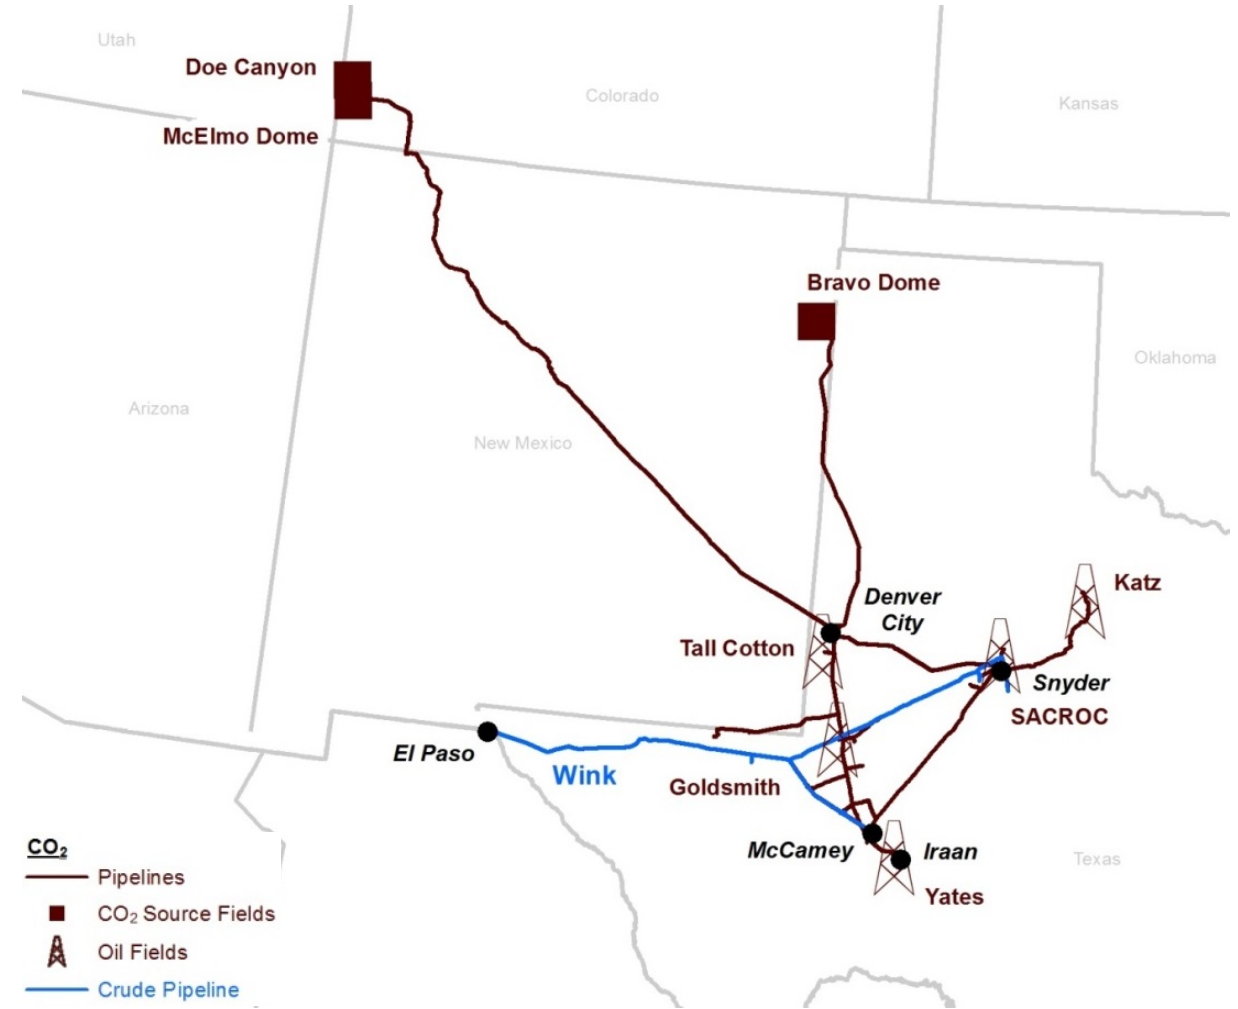 Utah
Doe Canyon
Colorado
Kansas
McElmo Dome
Bravo Dome
Oklahoma
Arizona
New Mexico
Katz
Denver
City
Tall Cotton
Snyder
SACROC
El Paso
Wink
Goldsmith
McCamey
Iraan
Texas
Yates
CO₂
Pipelines
CO₂ Source Fields
Oil Fields
Crude Pipeline